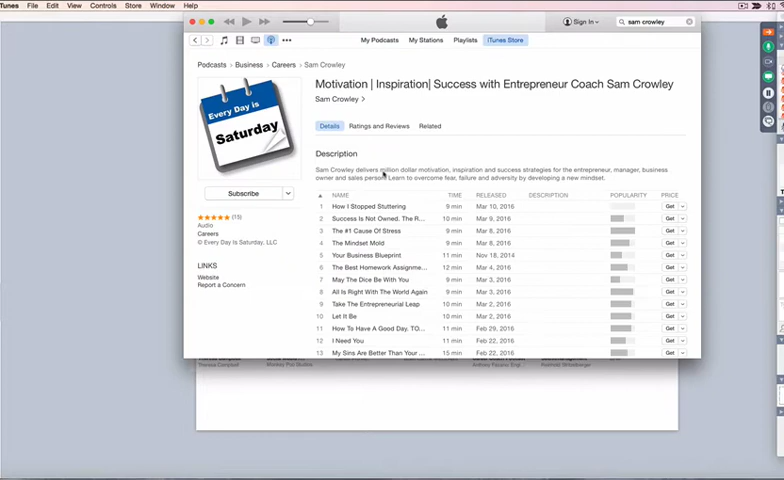 iTunes File Edit View Controls Store Window Help
Sign In
sam crowley
My Podcasts My Stations Playlists iTunes Store
Podcasts Business Careers Sam Crowley
Every Day is
Saturday
Motivation | Inspiration| Success with Entrepreneur Coach Sam Crowley
Sam Crowley
Details Ratings and Reviews Related
Description
Sam Crowley delivers million dollar motivation, inspiration and success strategies for the entrepreneur, manager, business
owner and sales person! Learn to overcome fear, failure and adversity by developing a new mindset.
Subscribe
(15)
Audio
Careers
© Every Day Is Saturday, LLC
LINKS
Website
Report a Concern
NAME TIME RELEASED DESCRIPTION POPULARITY PRICE
1 How I Stopped Stuttering 9 min Mar 10, 2016 Get
2 Success Is Not Owned. The R... 10 min Mar 9, 2016 Get
3 The #1 Cause Of Stress 9 min Mar 8, 2016 Get
4 The Mindset Mold 9 min Mar 8, 2016 Get
5 Your Business Blueprint 11 min Nov 18, 2014 Get
6 The Best Homework Assignme... 12 min Mar 4, 2016 Get
7 May The Dice Be With You 9 min Mar 3, 2016 Get
8 All Is Right With The World Again 9 min Mar 3, 2016 Get
9 Take The Entrepreneurial Leap 9 min Mar 2, 2016 Get
10 Let It Be 9 min Mar 2, 2016 Get
11 How To Have A Good Day. TO... 11 min Feb 29, 2016 Get
12 I Need You 11 min Feb 22, 2016 Get
13 My Sins Are Better Than Your ... 15 min Feb 22, 2016 Get